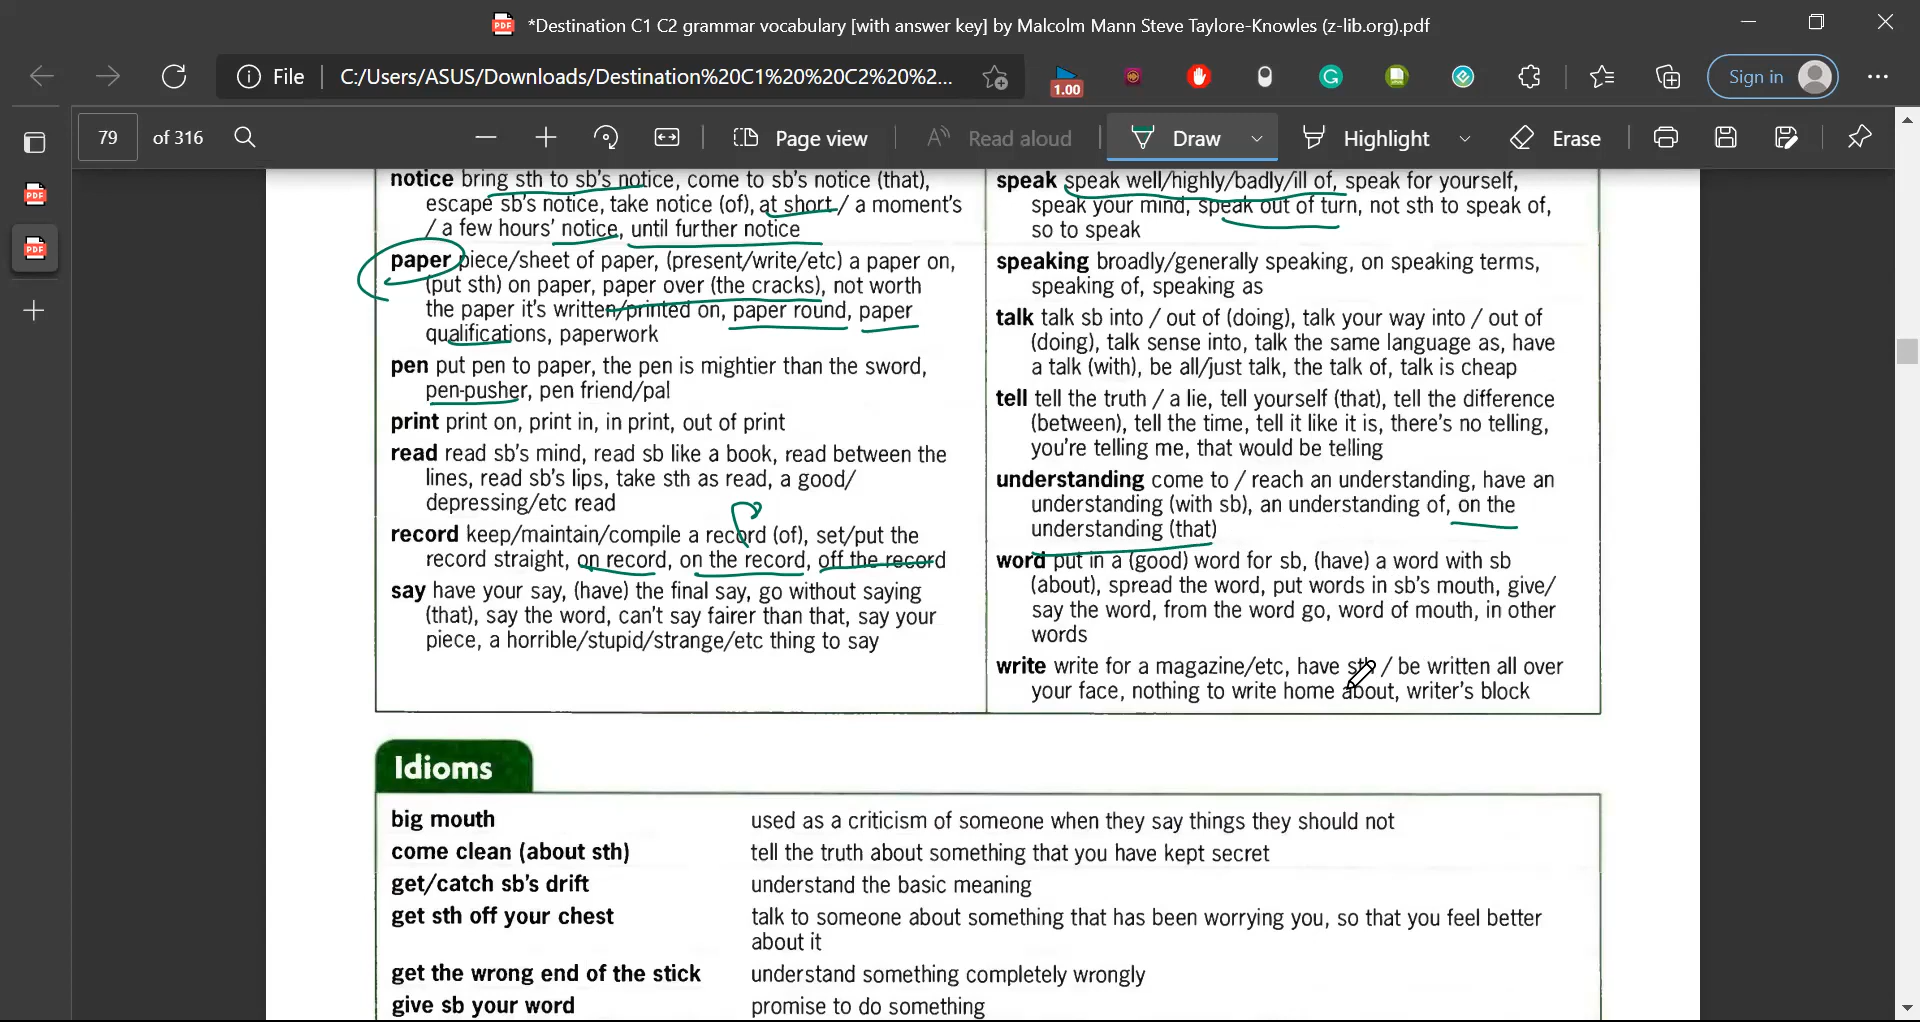 *Destination C1 C2 grammar vocabulary [with answer key] by Malcolm Mann Steve Taylore-Knowles (z-lib.org).pdf
File
C:/Users/ASUS/Downloads/Destination%20C1%20%20C2%20%2...
1.00
Sign in
79
of 316
Page view
Read aloud
Draw
Highlight
Erase
notice bring sth to sb's notice, come to sb's notice (that),
escape sb's notice, take notice (of), at short / a moment's
/ a few hours' notice, until further notice
paper piece/sheet of paper, (present/write/etc) a paper on,
(put sth) on paper, paper over (the cracks), not worth
the paper it's written/printed on, paper round, paper
qualifications, paperwork
pen put pen to paper, the pen is mightier than the sword,
pen-pusher, pen friend/pal
print print on, print in, in print, out of print
read read sb's mind, read sb like a book, read between the
lines, read sb's lips, take sth as read, a good/
depressing/etc read
record keep/maintain/compile a record (of), set/put the
record straight, on record, on the record, off the record
say have your say, (have) the final say, go without saying
(that), say the word, can't say fairer than that, say your
piece, a horrible/stupid/strange/etc thing to say
speak speak well/highly/badly/ill of, speak for yourself,
speak your mind, speak out of turn, not sth to speak of,
so to speak
speaking broadly/generally speaking, on speaking terms,
speaking of, speaking as
talk talk sb into / out of (doing), talk your way into / out of
(doing), talk sense into, talk the same language as, have
a talk (with), be all/just talk, the talk of, talk is cheap
tell tell the truth / a lie, tell yourself (that), tell the difference
(between), tell the time, tell it like it is, there's no telling,
you're telling me, that would be telling
understanding come to / reach an understanding, have an
understanding (with sb), an understanding of, on the
understanding (that)
word put in a (good) word for sb, (have) a word with sb
(about), spread the word, put words in sb's mouth, give/
say the word, from the word go, word of mouth, in other
words
write write for a magazine/etc, have sth / be written all over
your face, nothing to write home about, writer's block
Idioms
big mouth used as a criticism of someone when they say things they should not
come clean (about sth) tell the truth about something that you have kept secret
get/catch sb's drift understand the basic meaning
get sth off your chest talk to someone about something that has been worrying you, so that you feel better
about it
get the wrong end of the stick understand something completely wrongly
give sb your word promise to do something